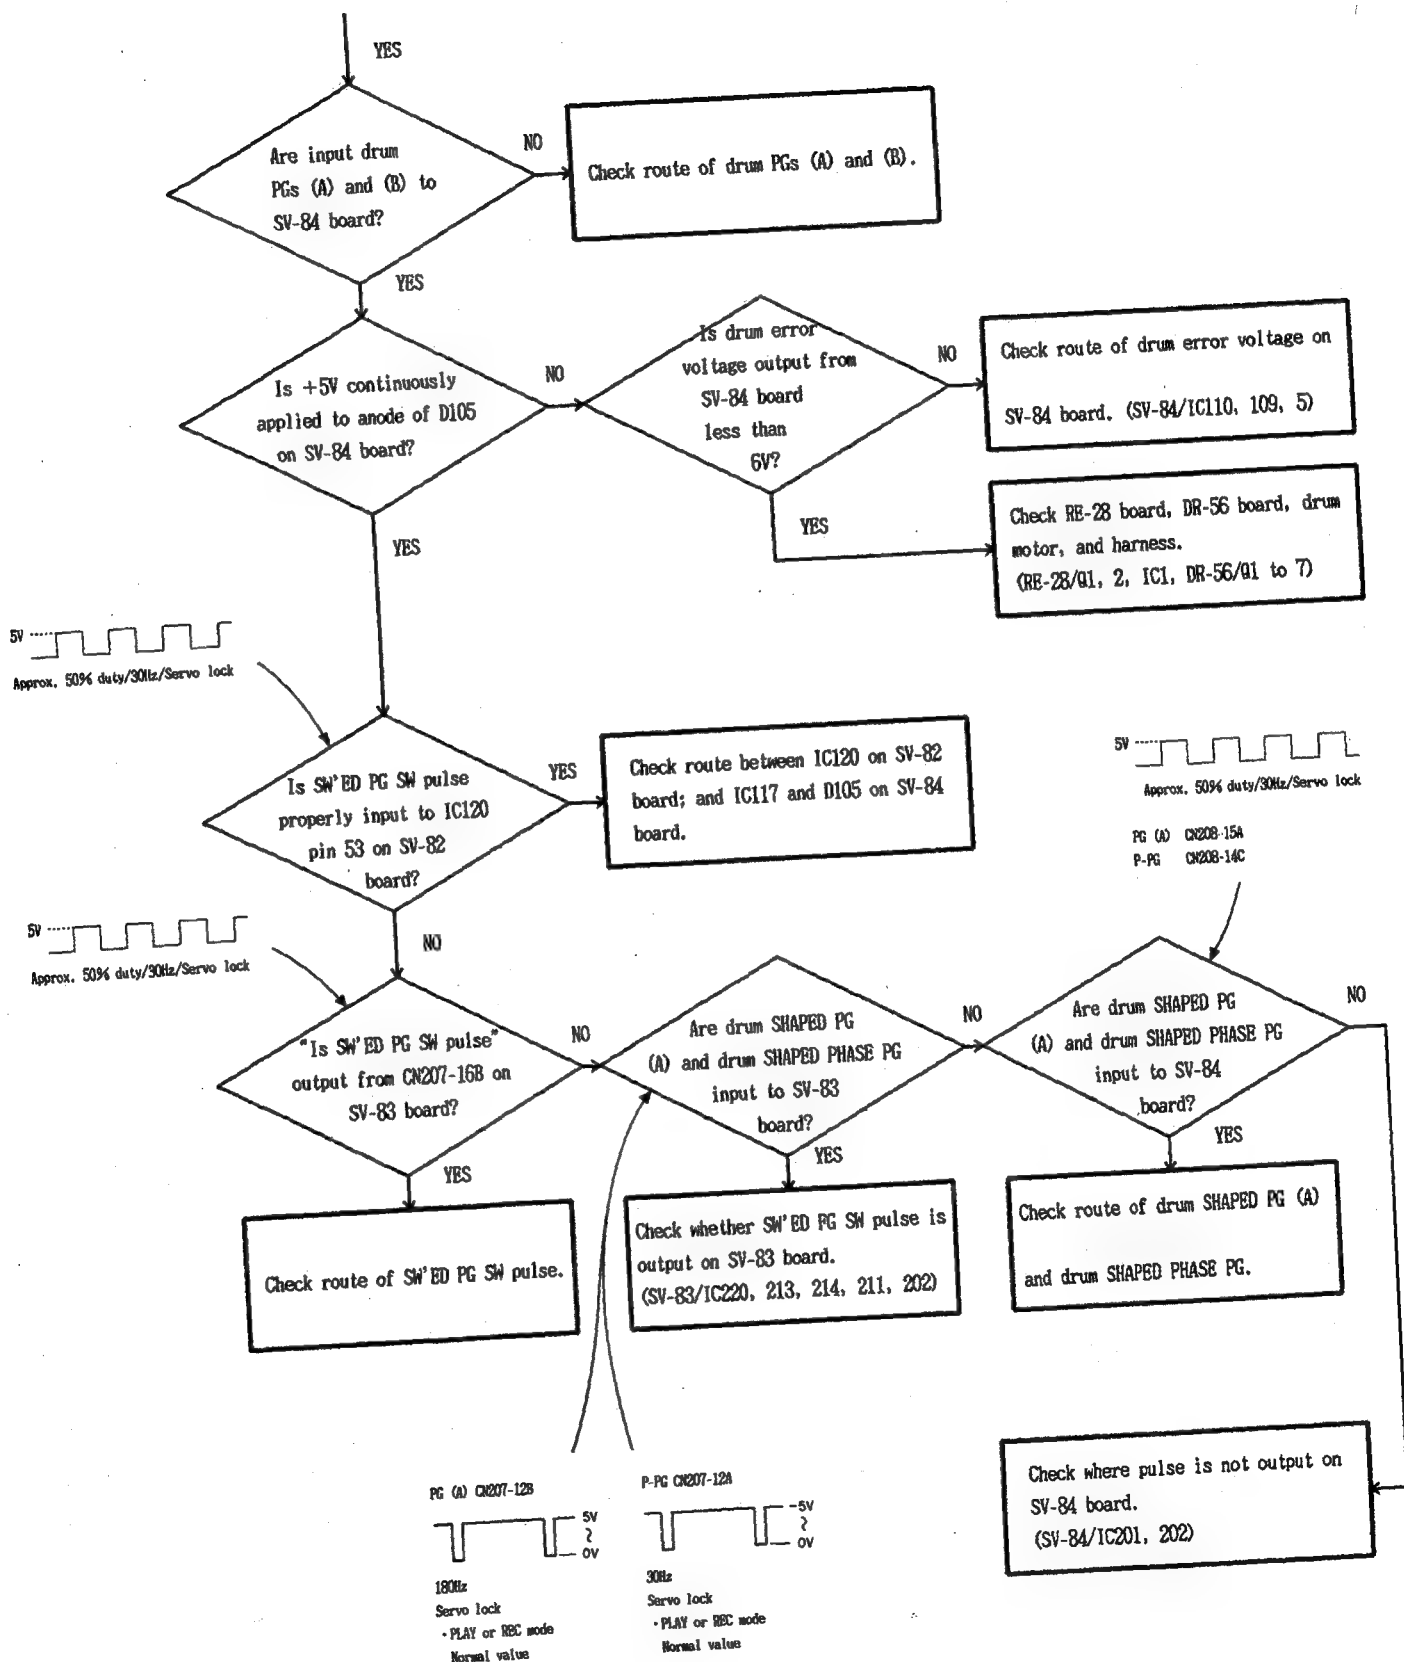 YES
Are input drum
PGs (A) and (B) to
SV-84 board?
NO
Check route of drum PGs (A) and (B).
YES
Is +5V continuously
applied to anode of D105
on SV-84 board?
NO
Is drum error
voltage output from
SV-84 board
less than
6V?
NO
Check route of drum error voltage on
SV-84 board. (SV-84/IC110, 109, 5)
YES
Check RE-28 board, DR-56 board, drum
motor, and harness.
(RE-28/Q1, 2, IC1, DR-56/Q1 to 7)
YES
5V
Approx. 50% duty/30Hz/Servo lock
Is SW'ED PG SW pulse
properly input to IC120
pin 53 on SV-82
board?
YES
Check route between IC120 on SV-82
board; and IC117 and D105 on SV-84
board.
5V
Approx. 50% duty/30Hz/Servo lock
PG (A) CN208-15A
P-PG CN208-14C
NO
5V
Approx. 50% duty/30Hz/Servo lock
"Is SW'ED PG SW pulse"
output from CN207-16B on
SV-83 board?
NO
Are drum SHAPED PG
(A) and drum SHAPED PHASE PG
input to SV-83
board?
NO
Are drum SHAPED PG
(A) and drum SHAPED PHASE PG
input to SV-84
board?
NO
YES
Check route of SW'ED PG SW pulse.
YES
Check whether SW'ED PG SW pulse is
output on SV-83 board.
(SV-83/IC220, 213, 214, 211, 202)
YES
Check route of drum SHAPED PG (A)
and drum SHAPED PHASE PG.
Check where pulse is not output on
SV-84 board.
(SV-84/IC201, 202)
PG (A) CN207-12B
5V
~
0V
180Hz
Servo lock
・PLAY or REC mode
Normal value
P-PG CN207-12A
-5V
~
0V
30Hz
Servo lock
・PLAY or REC mode
Normal value